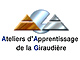 Ateliers d'Apprentissage
de la Giraudière